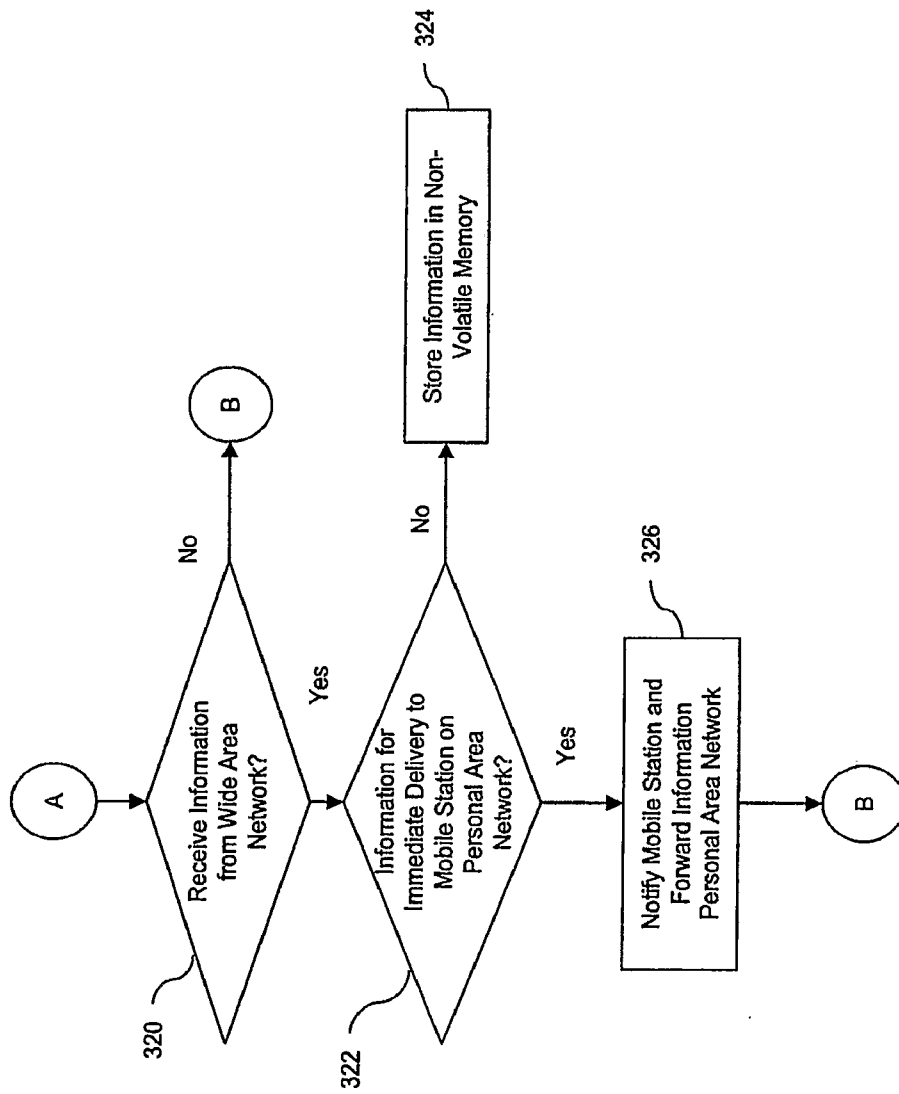 A
320
Receive Information
from Wide Area
Network?
No
B
Yes
322
Information for
Immediate Delivery to
Mobile Station on
Personal Area
Network?
No
324
Store Information in Non-
Volatile Memory
Yes
326
Notify Mobile Station and
Forward Information
Personal Area Network
B